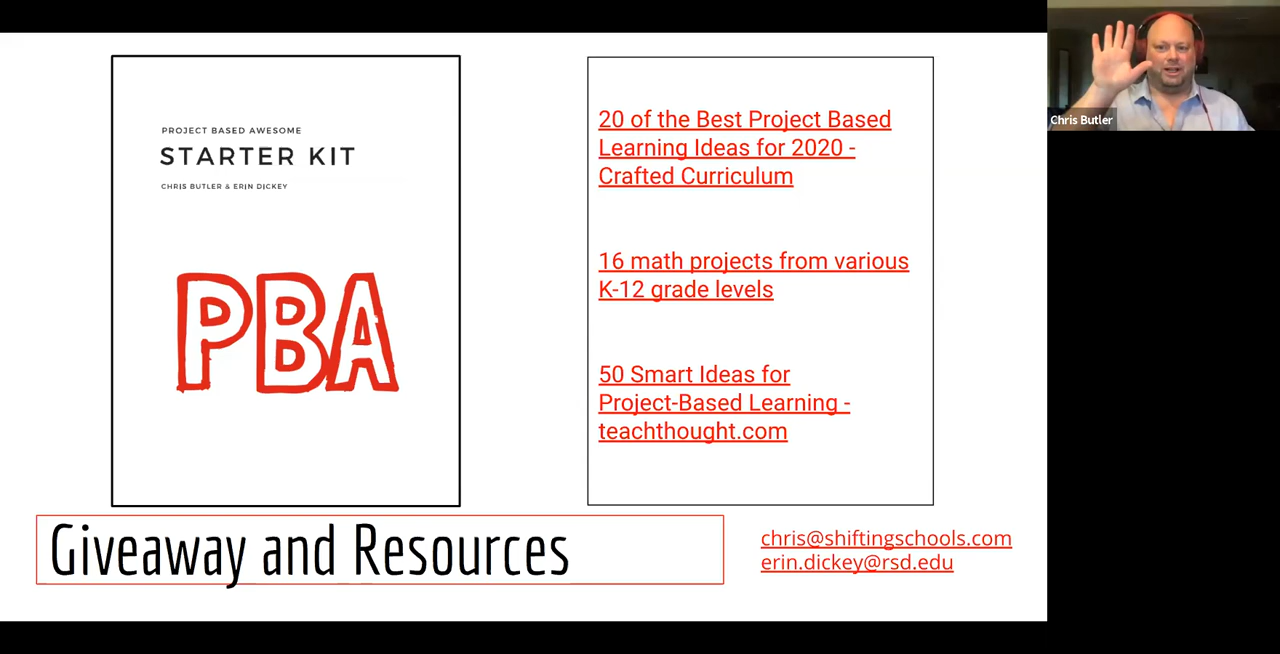 PROJECT BASED AWESOME
STARTER KIT
CHRIS BUTLER & ERIN DICKEY
PBA
20 of the Best Project Based
Learning Ideas for 2020 -
Crafted Curriculum
16 math projects from various
K-12 grade levels
50 Smart Ideas for
Project-Based Learning -
teachthought.com
Giveaway and Resources
chris@shiftingschools.com
erin.dickey@rsd.edu
Chris Butler